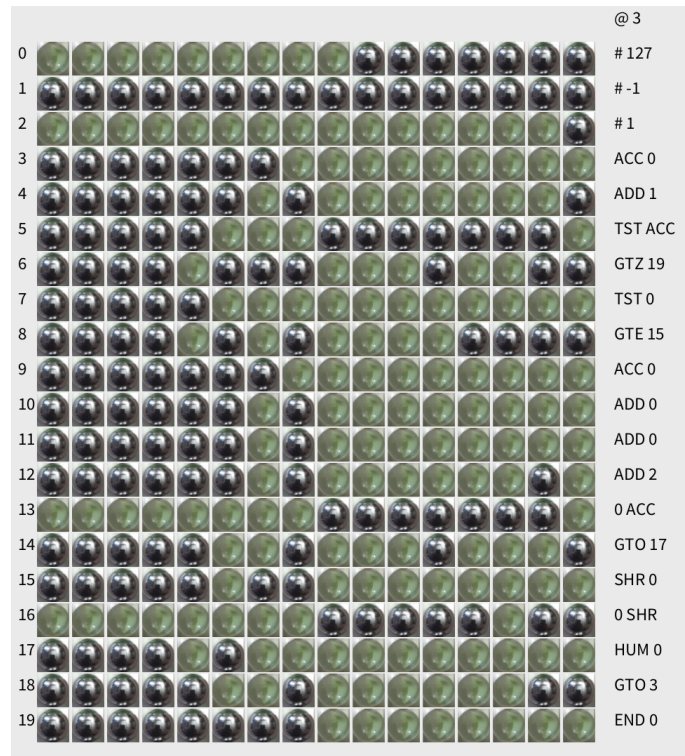 @ 3
0 # 127
1 # -1
2 # 1
3 ACC 0
4 ADD 1
5 TST ACC
6 GTZ 19
7 TST 0
8 GTE 15
9 ACC 0
10 ADD 0
11 ADD 0
12 ADD 2
13 0 ACC
14 GTO 17
15 SHR 0
16 0 SHR
17 HUM 0
18 GTO 3
19 END 0